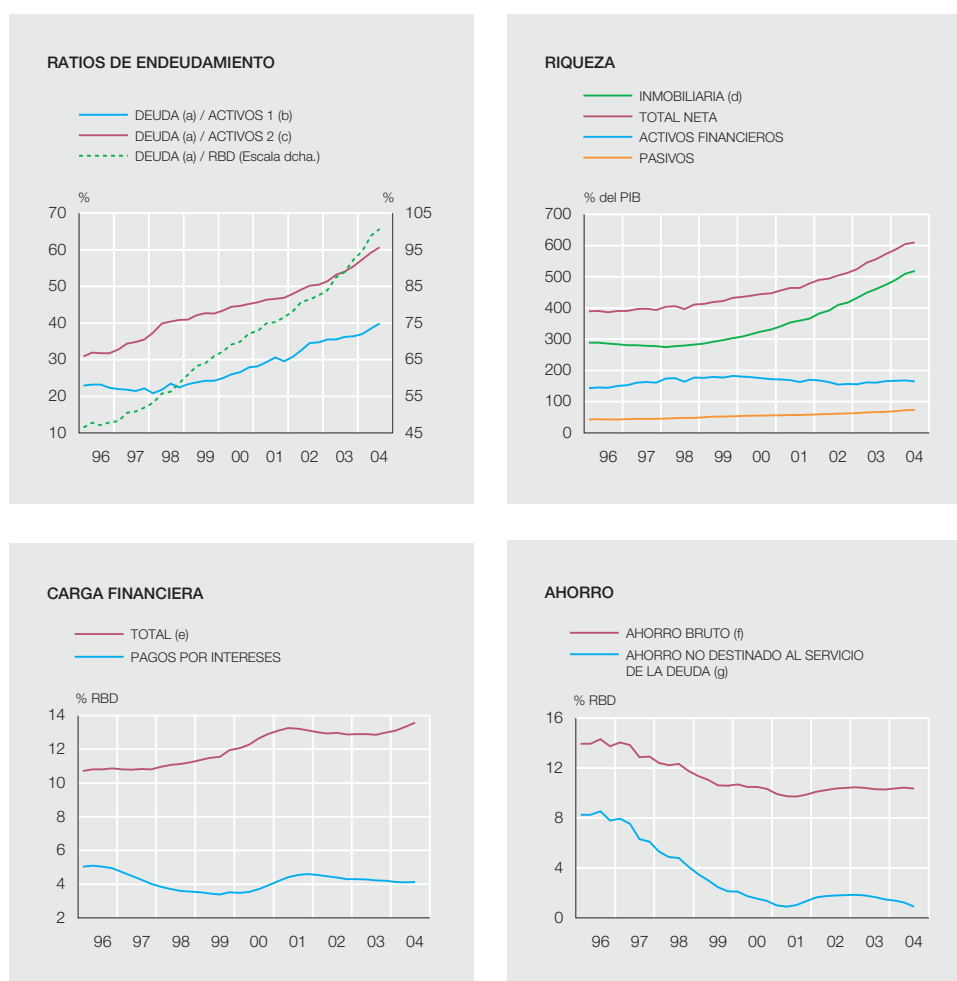 RATIOS DE ENDEUDAMIENTO
DEUDA (a) / ACTIVOS 1 (b)
DEUDA (a) / ACTIVOS 2 (c)
DEUDA (a) / RBD (Escala dcha.)
% %
70 105
60 95
50 85
40 75
30 65
20 55
10 45
96 97 98 99 00 01 02 03 04
RIQUEZA
INMOBILIARIA (d)
TOTAL NETA
ACTIVOS FINANCIEROS
PASIVOS
% del PIB
700
600
500
400
300
200
100
0
96 97 98 99 00 01 02 03 04
CARGA FINANCIERA
TOTAL (e)
PAGOS POR INTERESES
% RBD
14
12
10
8
6
4
2
96 97 98 99 00 01 02 03 04
AHORRO
AHORRO BRUTO (f)
AHORRO NO DESTINADO AL SERVICIO
DE LA DEUDA (g)
% RBD
16
12
8
4
0
96 97 98 99 00 01 02 03 04